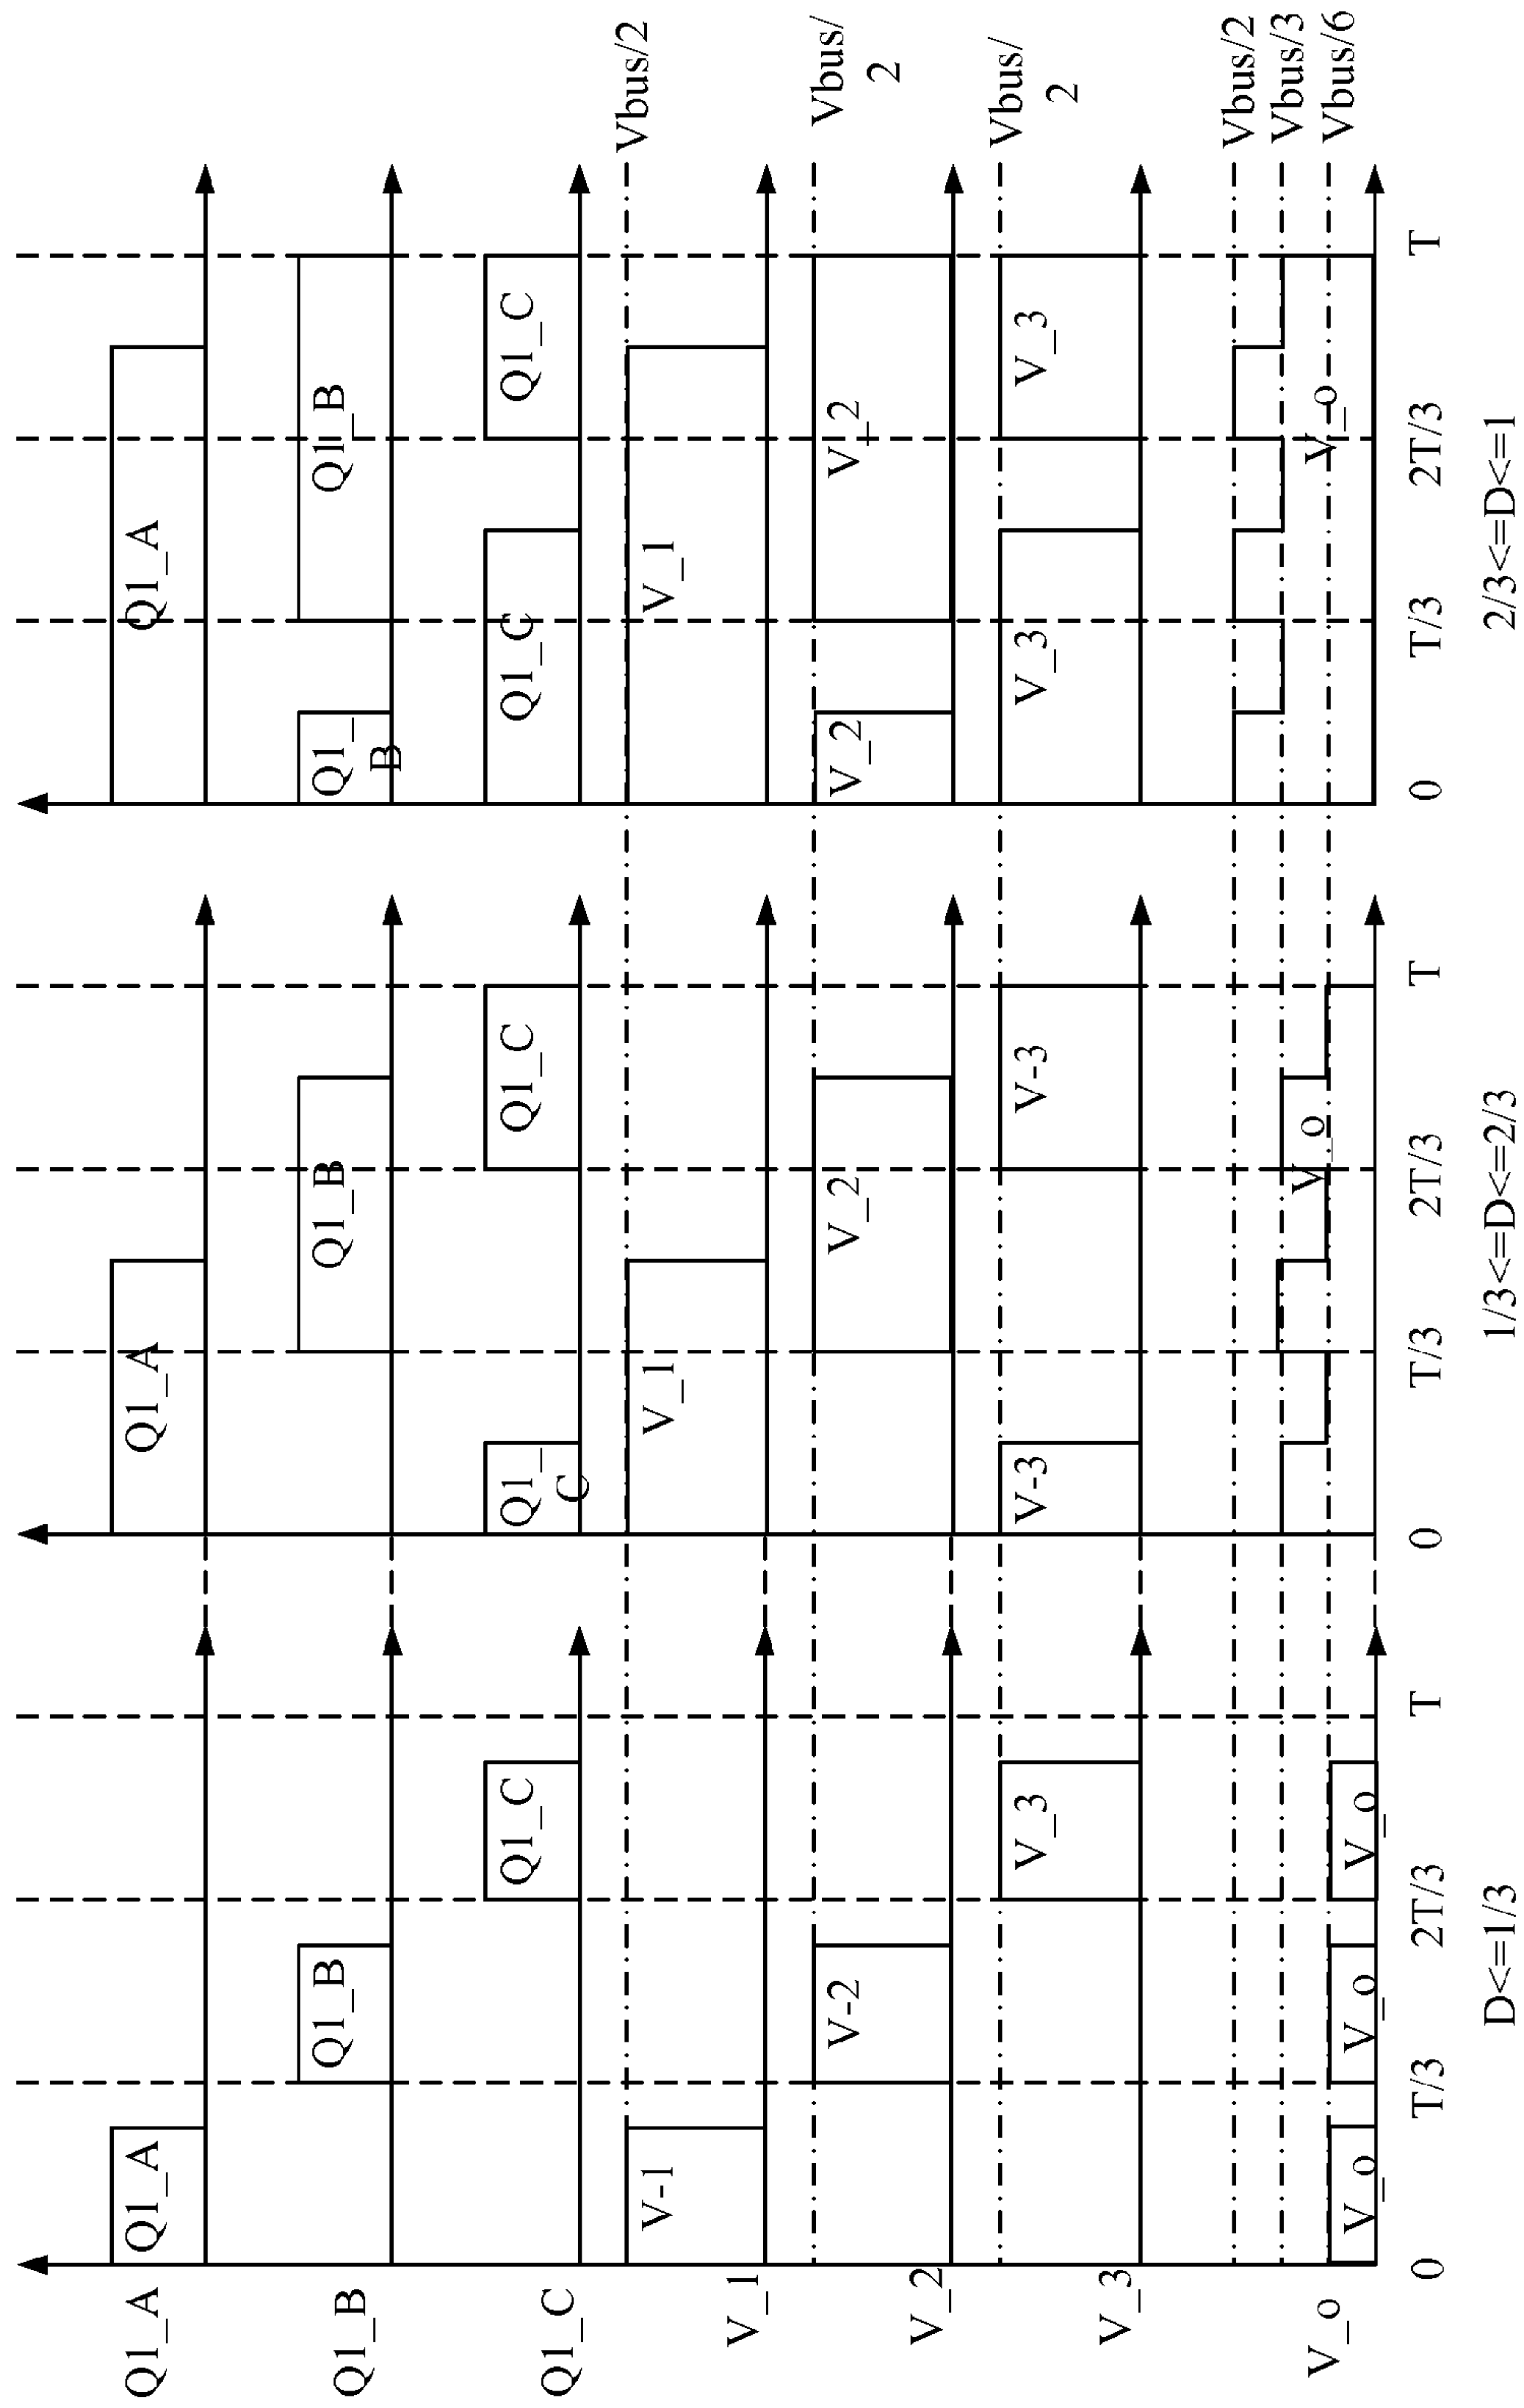 Q1_A
Q1_A
Q1_A
Q1_A
Q1_B
Q1_B
Q1_B
Q1_
B
Q1_B
Q1_C
Q1_C
Q1_
C
Q1_C
Q1_C
Q1_C
Vbus/2
V_1
V-1
V_1
V_1
Vbus/
2
V_2
V-2
V_2
V_2
V_2
Vbus/
2
V_3
V_3
V-3
V-3
V_3
V_3
Vbus/2
Vbus/3
Vbus/6
V_o
V_o
V_o
V_o
V_o
V_o
0
T/3
2T/3
T
0
T/3
2T/3
T
0
T/3
2T/3
T
D<=1/3
1/3<=D<=2/3
2/3<=D<=1